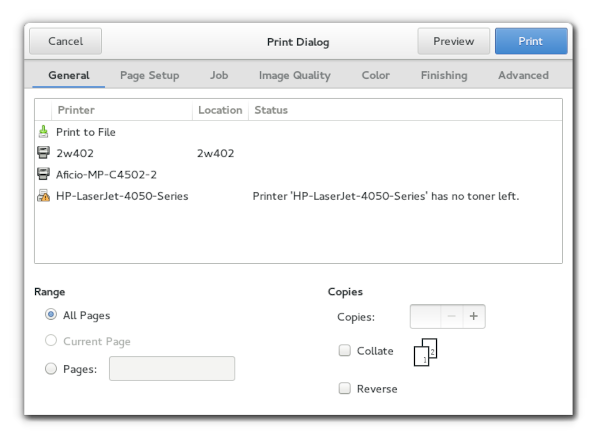 Cancel Print Dialog Preview Print
General Page Setup Job Image Quality Color Finishing Advanced
Printer Location Status
Print to File
2w402 2w402
Aficio-MP-C4502-2
HP-LaserJet-4050-Series Printer 'HP-LaserJet-4050-Series' has no toner left.
Range Copies
All Pages Copies: − +
Current Page Collate 1 2
Pages:
Reverse